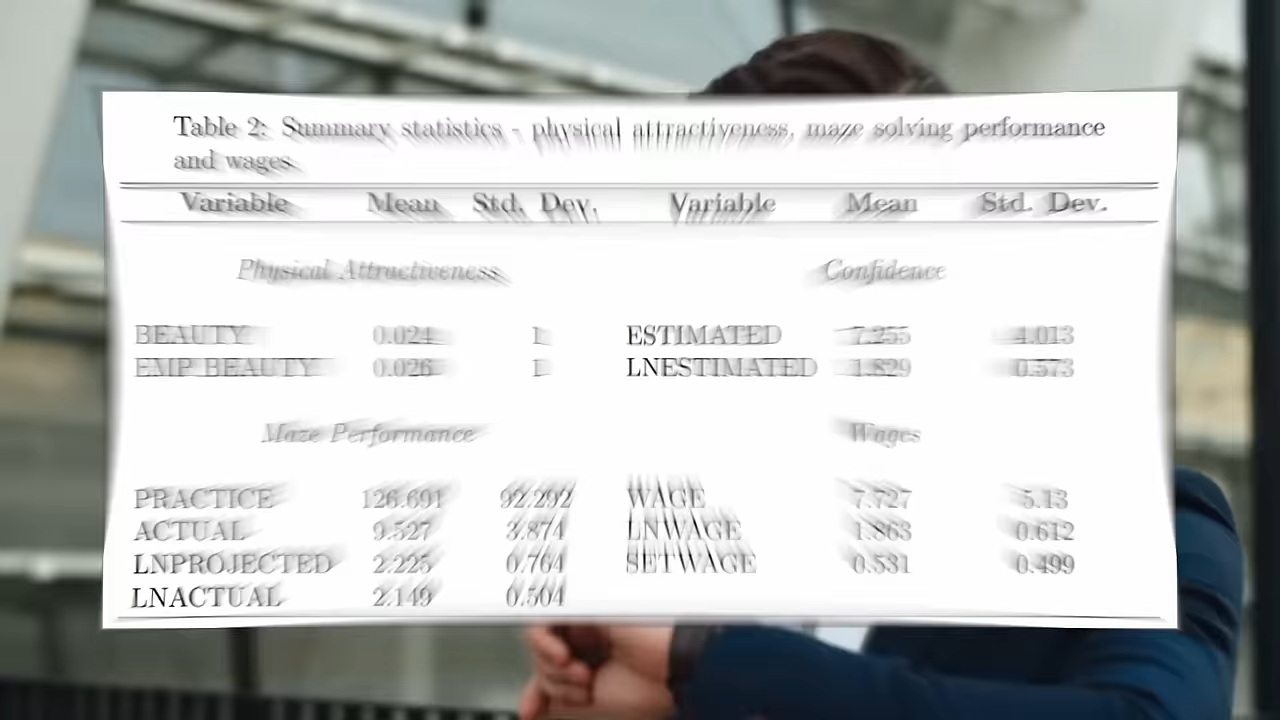 Table 2: Summary statistics - physical attractiveness, maze solving performance
and wages.
Variable Mean Std. Dev. Variable Mean Std. Dev.
Physical Attractiveness Confidence
BEAUTY 0.024 1 ESTIMATED 7.255 4.013
EMP BEAUTY 0.026 1 LNESTIMATED 1.829 0.573
Maze Performance Wages
PRACTICE 126.691 92.292 WAGE 7.727 5.13
ACTUAL 9.527 3.874 LNWAGE 1.863 0.612
LNPROJECTED 2.225 0.764 SETWAGE 0.531 0.499
LNACTUAL 2.149 0.504